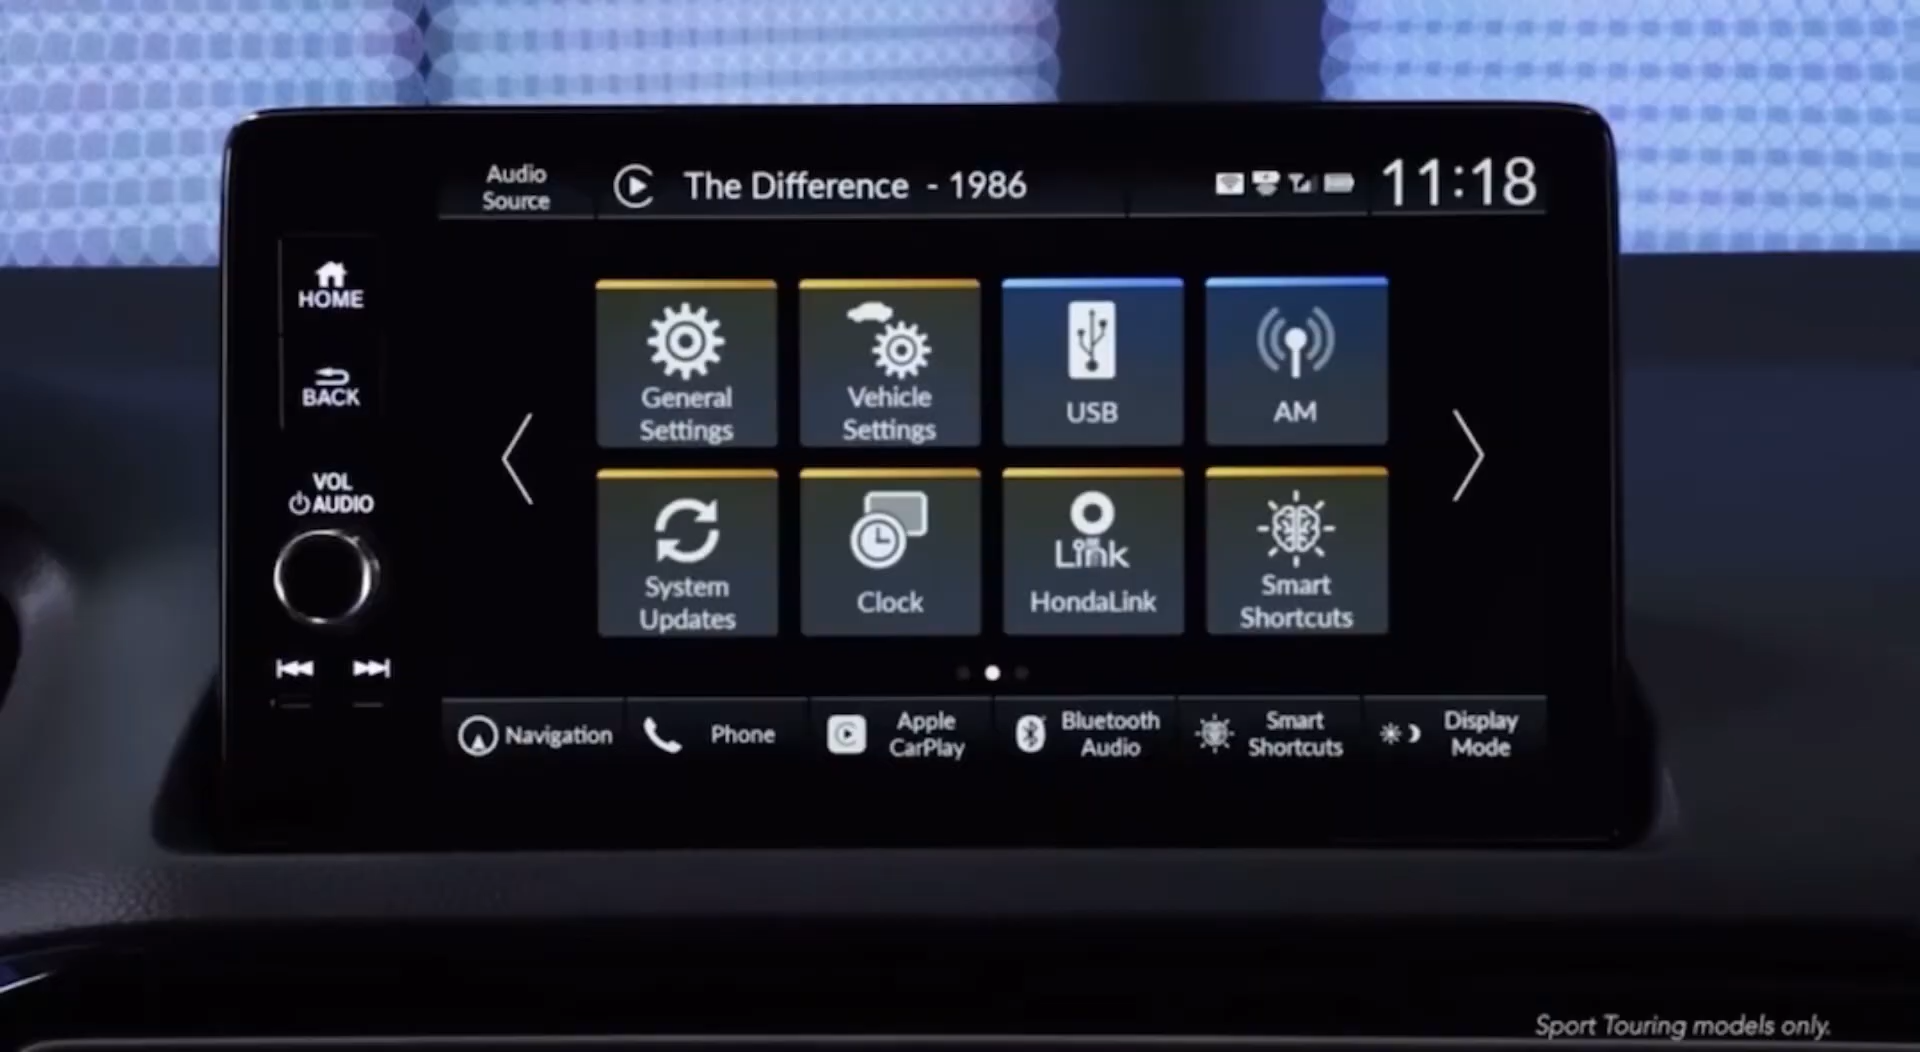 Audio
Source
The Difference - 1986
11:18
HOME
BACK
VOL
AUDIO
General
Settings
Vehicle
Settings
USB
AM
System
Updates
Clock
Link
HondaLink
Smart
Shortcuts
Navigation
Phone
Apple
CarPlay
Bluetooth
Audio
Smart
Shortcuts
Display
Mode
Sport Touring models only.